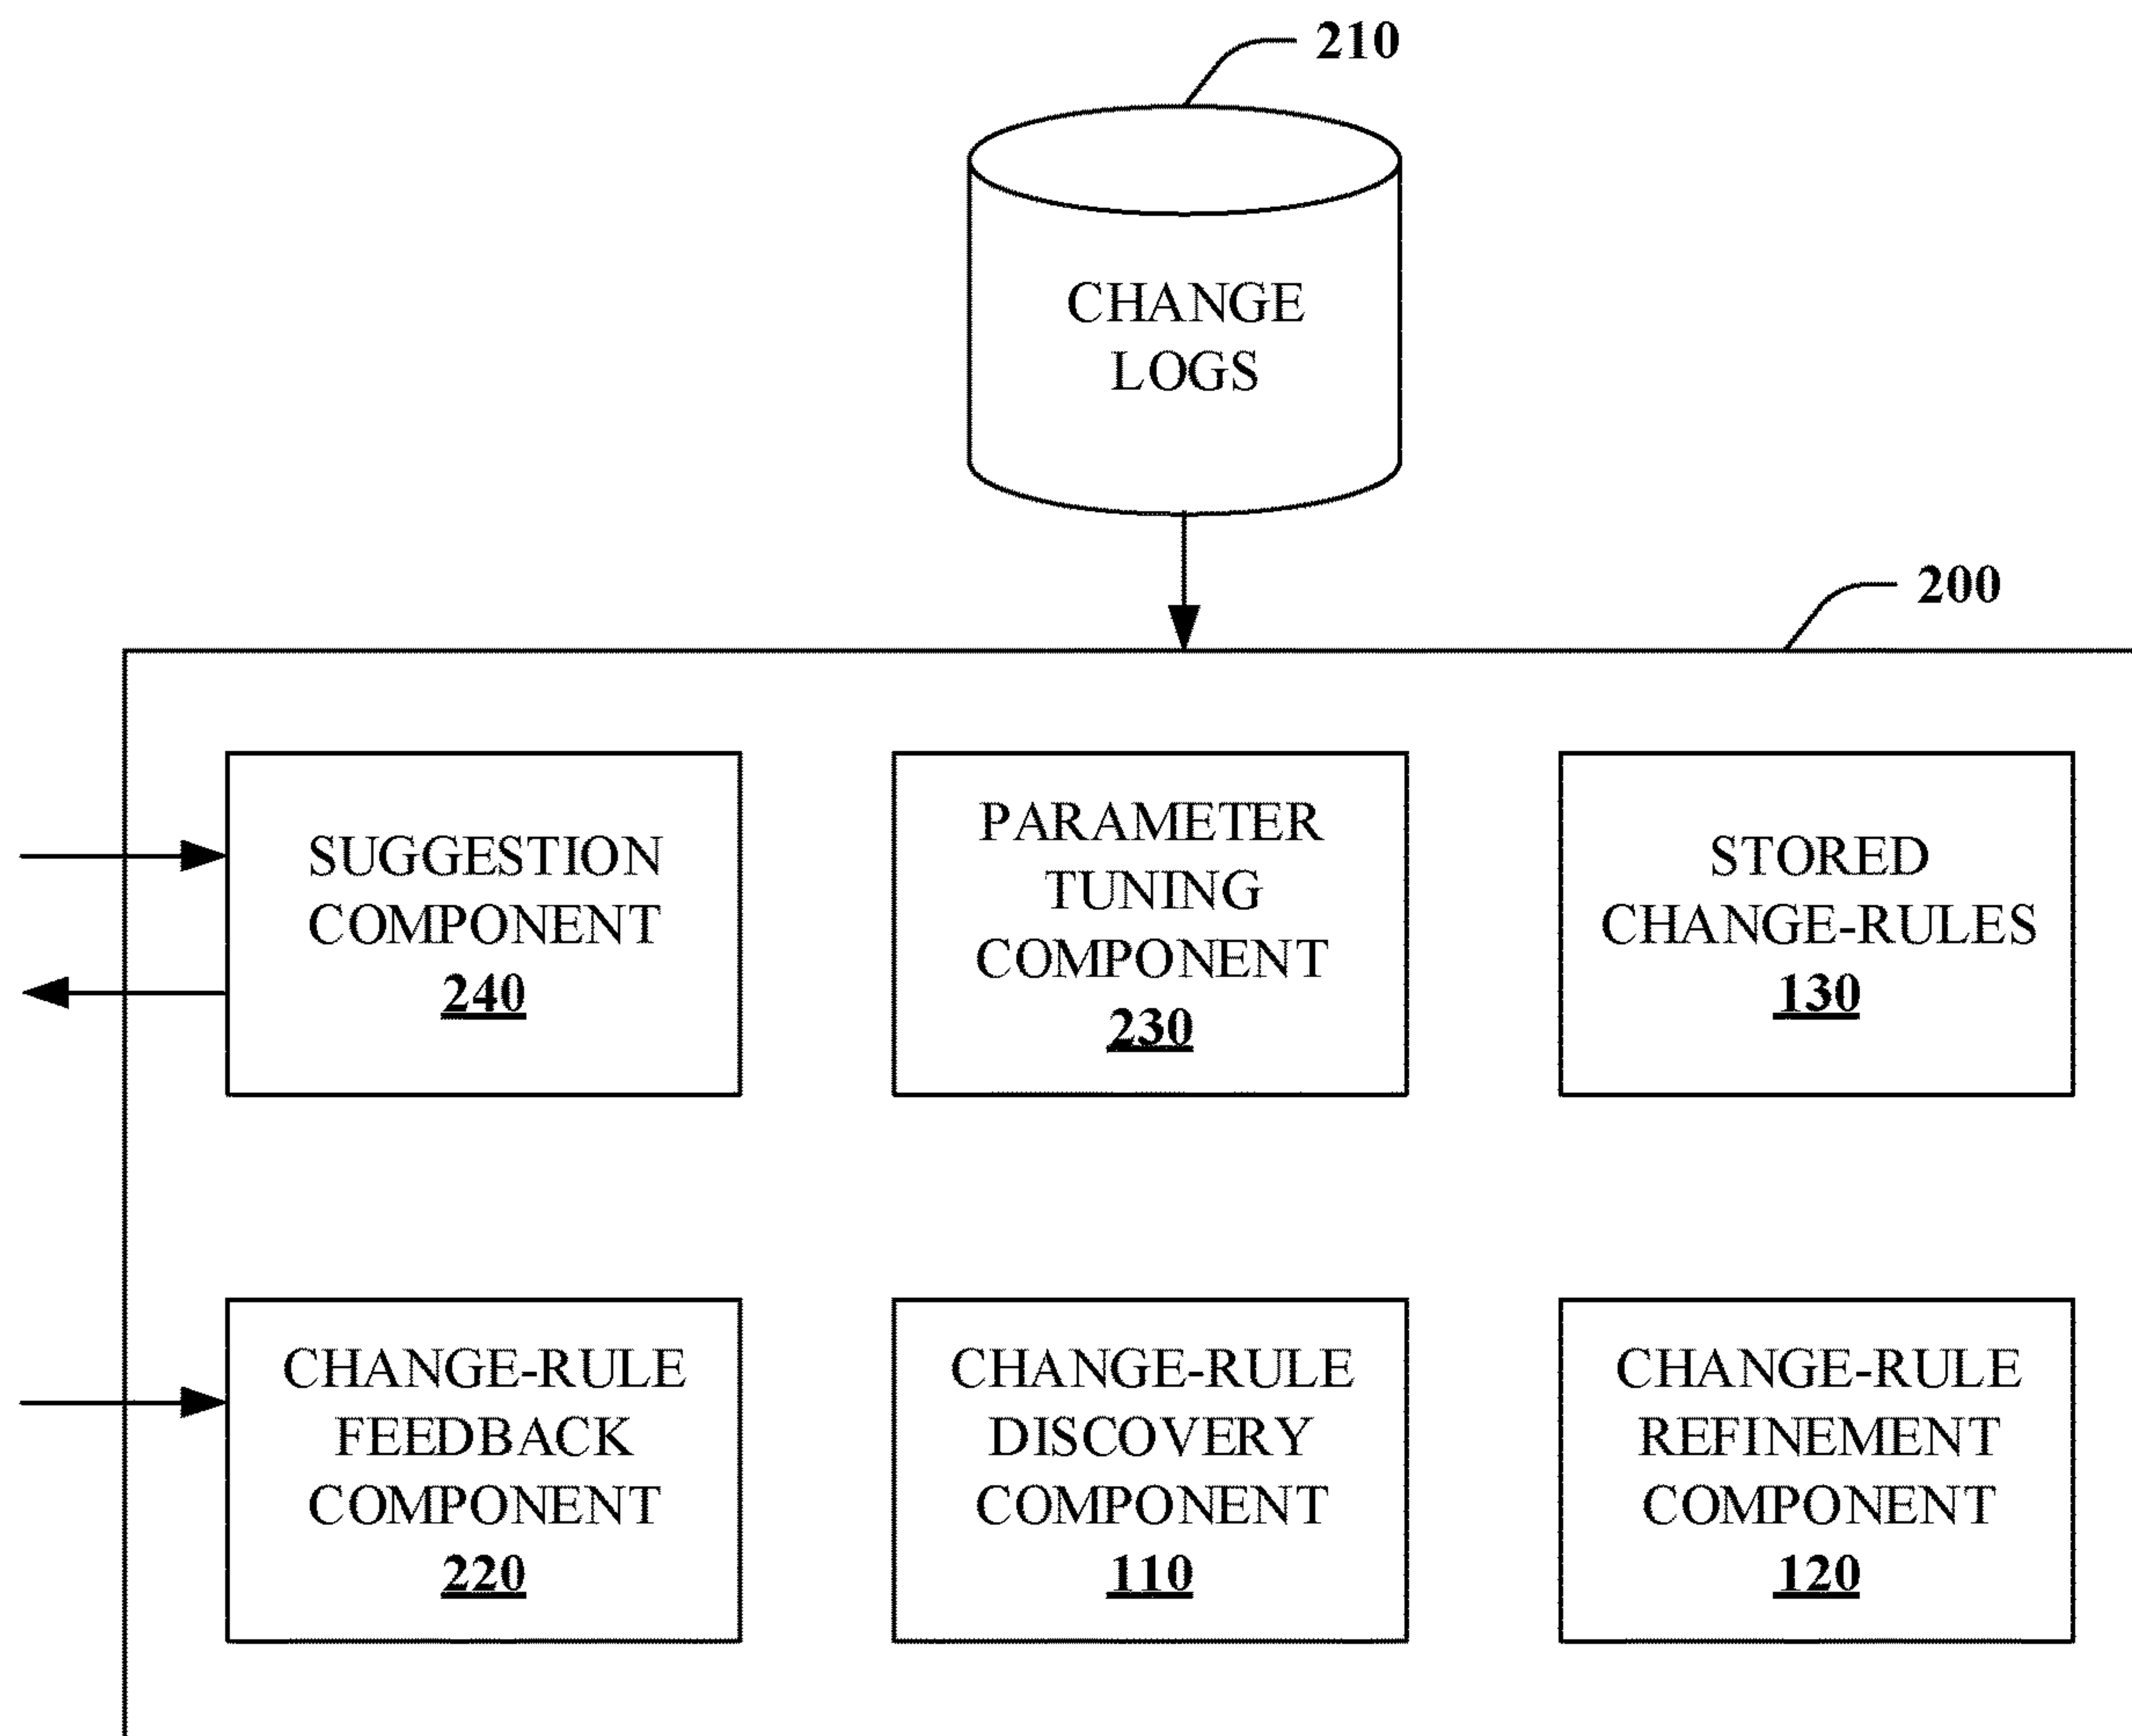 210
CHANGE
LOGS
200
SUGGESTION
COMPONENT
240
PARAMETER
TUNING
COMPONENT
230
STORED
CHANGE-RULES
130
CHANGE-RULE
FEEDBACK
COMPONENT
220
CHANGE-RULE
DISCOVERY
COMPONENT
110
CHANGE-RULE
REFINEMENT
COMPONENT
120